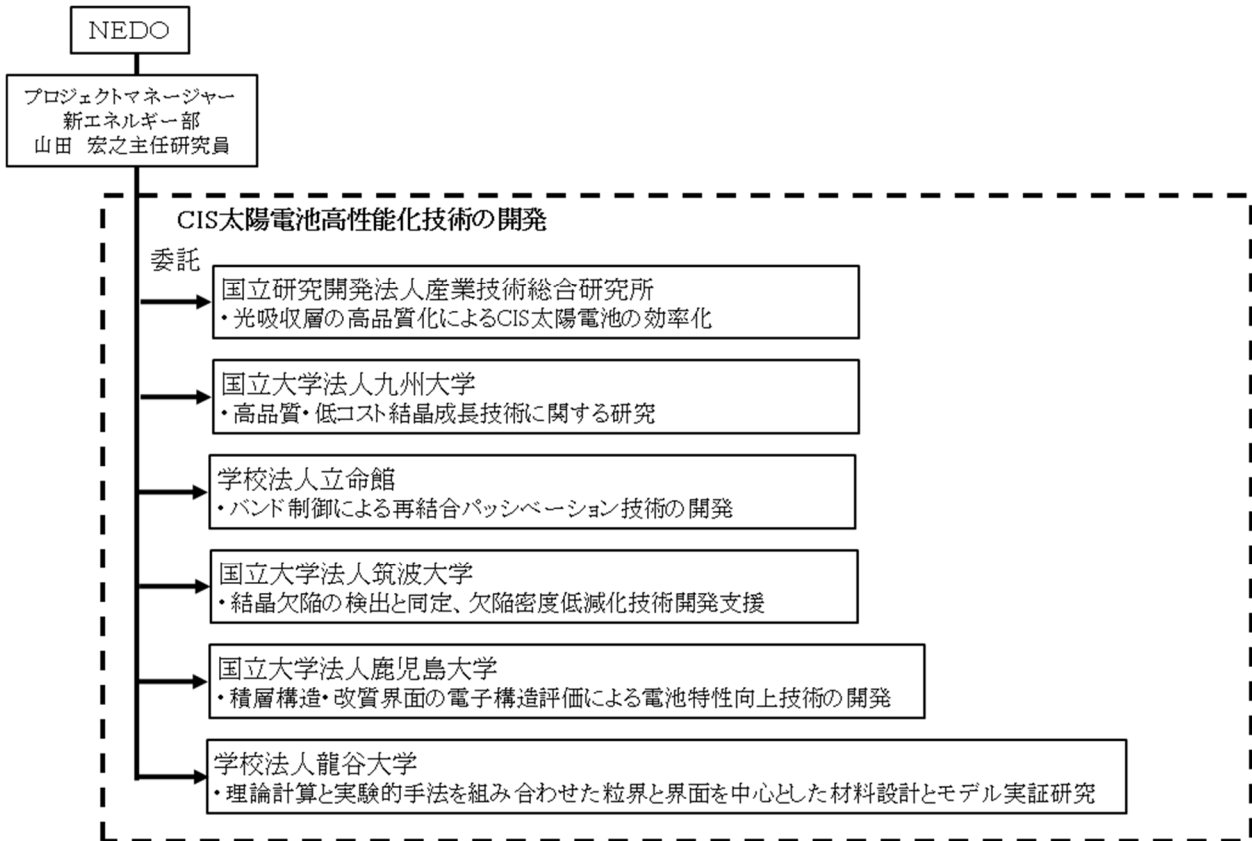 NEDO
プロジェクトマネージャー
新エネルギー部
山田　宏之主任研究員
CIS太陽電池高性能化技術の開発
委託
国立研究開発法人産業技術総合研究所
・光吸収層の高品質化によるCIS太陽電池の効率化
国立大学法人九州大学
・高品質・低コスト結晶成長技術に関する研究
学校法人立命館
・バンド制御による再結合パッシベーション技術の開発
国立大学法人筑波大学
・結晶欠陥の検出と同定、欠陥密度低減化技術開発支援
国立大学法人鹿児島大学
・積層構造・改質界面の電子構造評価による電池特性向上技術の開発
学校法人龍谷大学
・理論計算と実験的手法を組み合わせた粒界と界面を中心とした材料設計とモデル実証研究